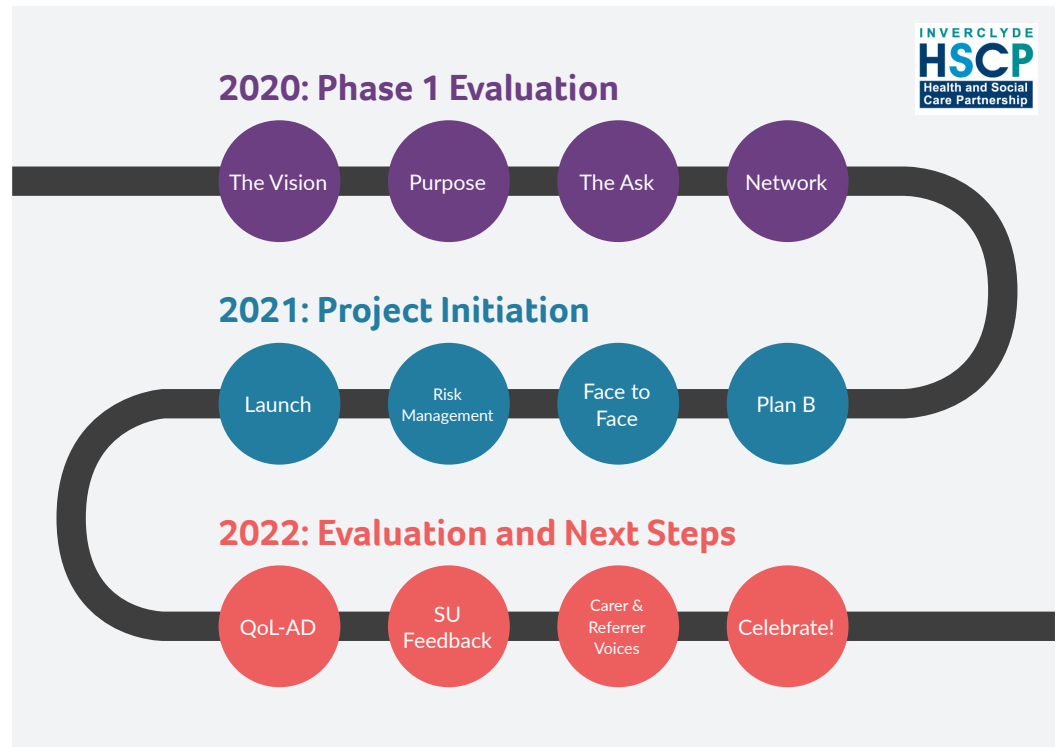 INVERCLYDE
HSCP
Health and Social
Care Partnership
2020: Phase 1 Evaluation
The Vision
Purpose
The Ask
Network
2021: Project Initiation
Launch
Risk
Management
Face to
Face
Plan B
2022: Evaluation and Next Steps
QoL-AD
SU
Feedback
Carer &
Referrer
Voices
Celebrate!